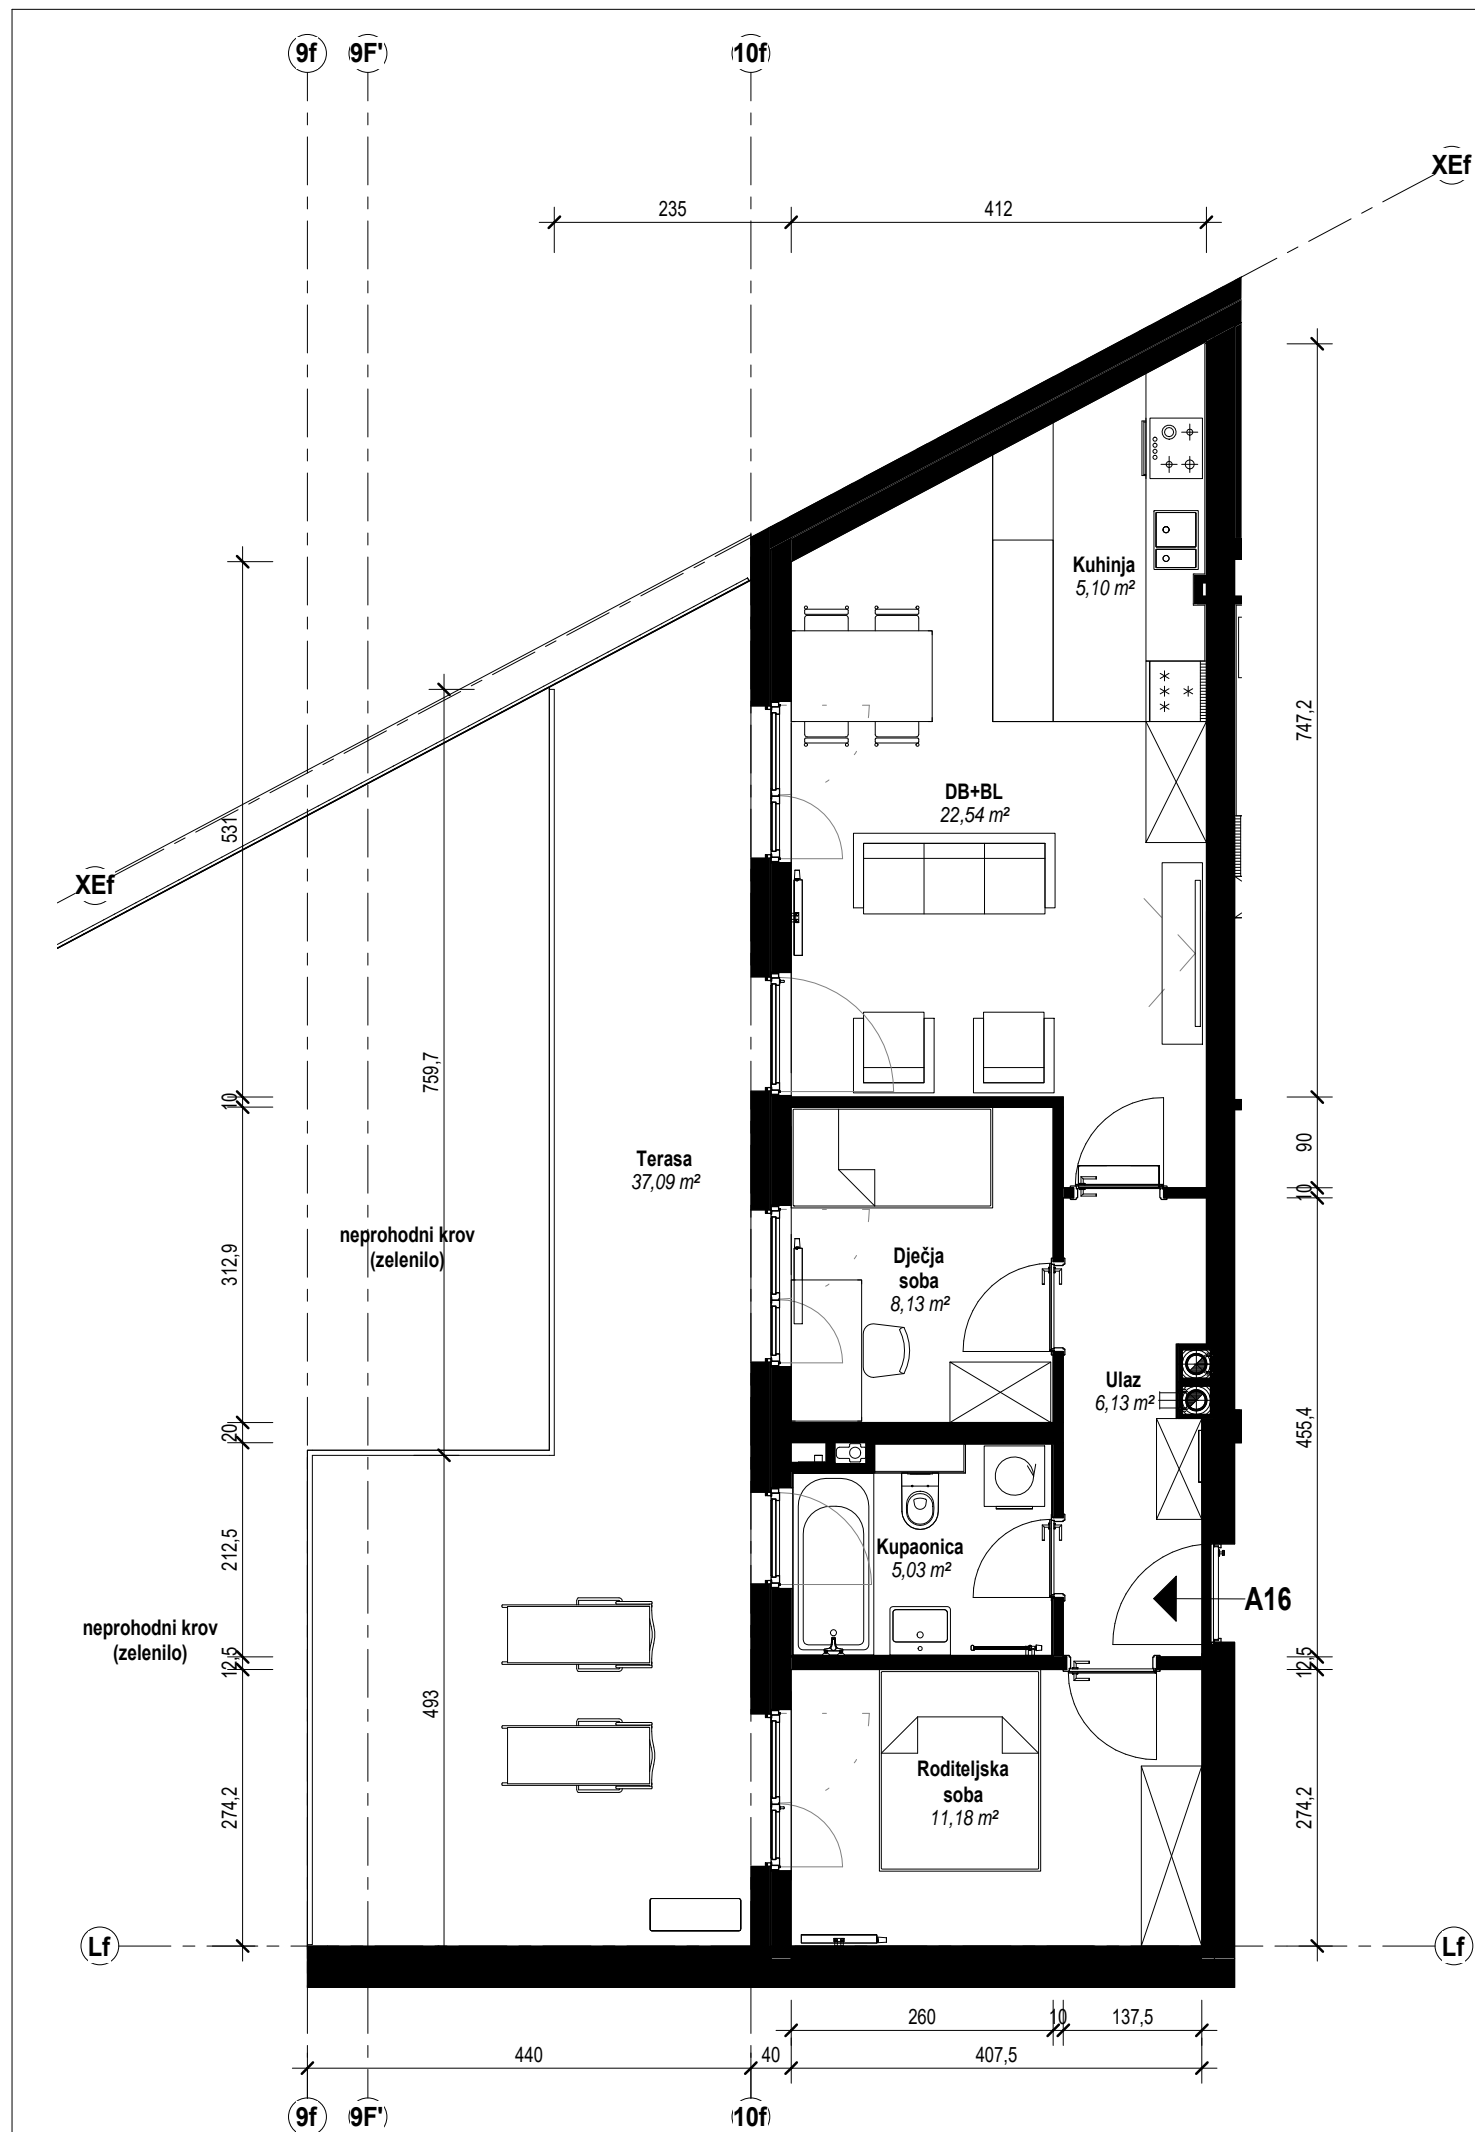 9f 9F' 10f
XEf
235 412
Kuhinja
5,10 m²
747,2
DB+BL
22,54 m²
531
XEf
759,7
10
90
Terasa
37,09 m²
10
neprohodni krov
(zelenilo)
312,9
Dječja
soba
8,13 m²
Ulaz
6,13 m²
455,4
20
Kupaonica
5,03 m²
212,5
A16
neprohodni krov
(zelenilo)
12,5
12,5
493
Roditeljska
soba
11,18 m²
274,2
274,2
Lf
Lf
260 10 137,5
440 40 407,5
9f 9F' 10f